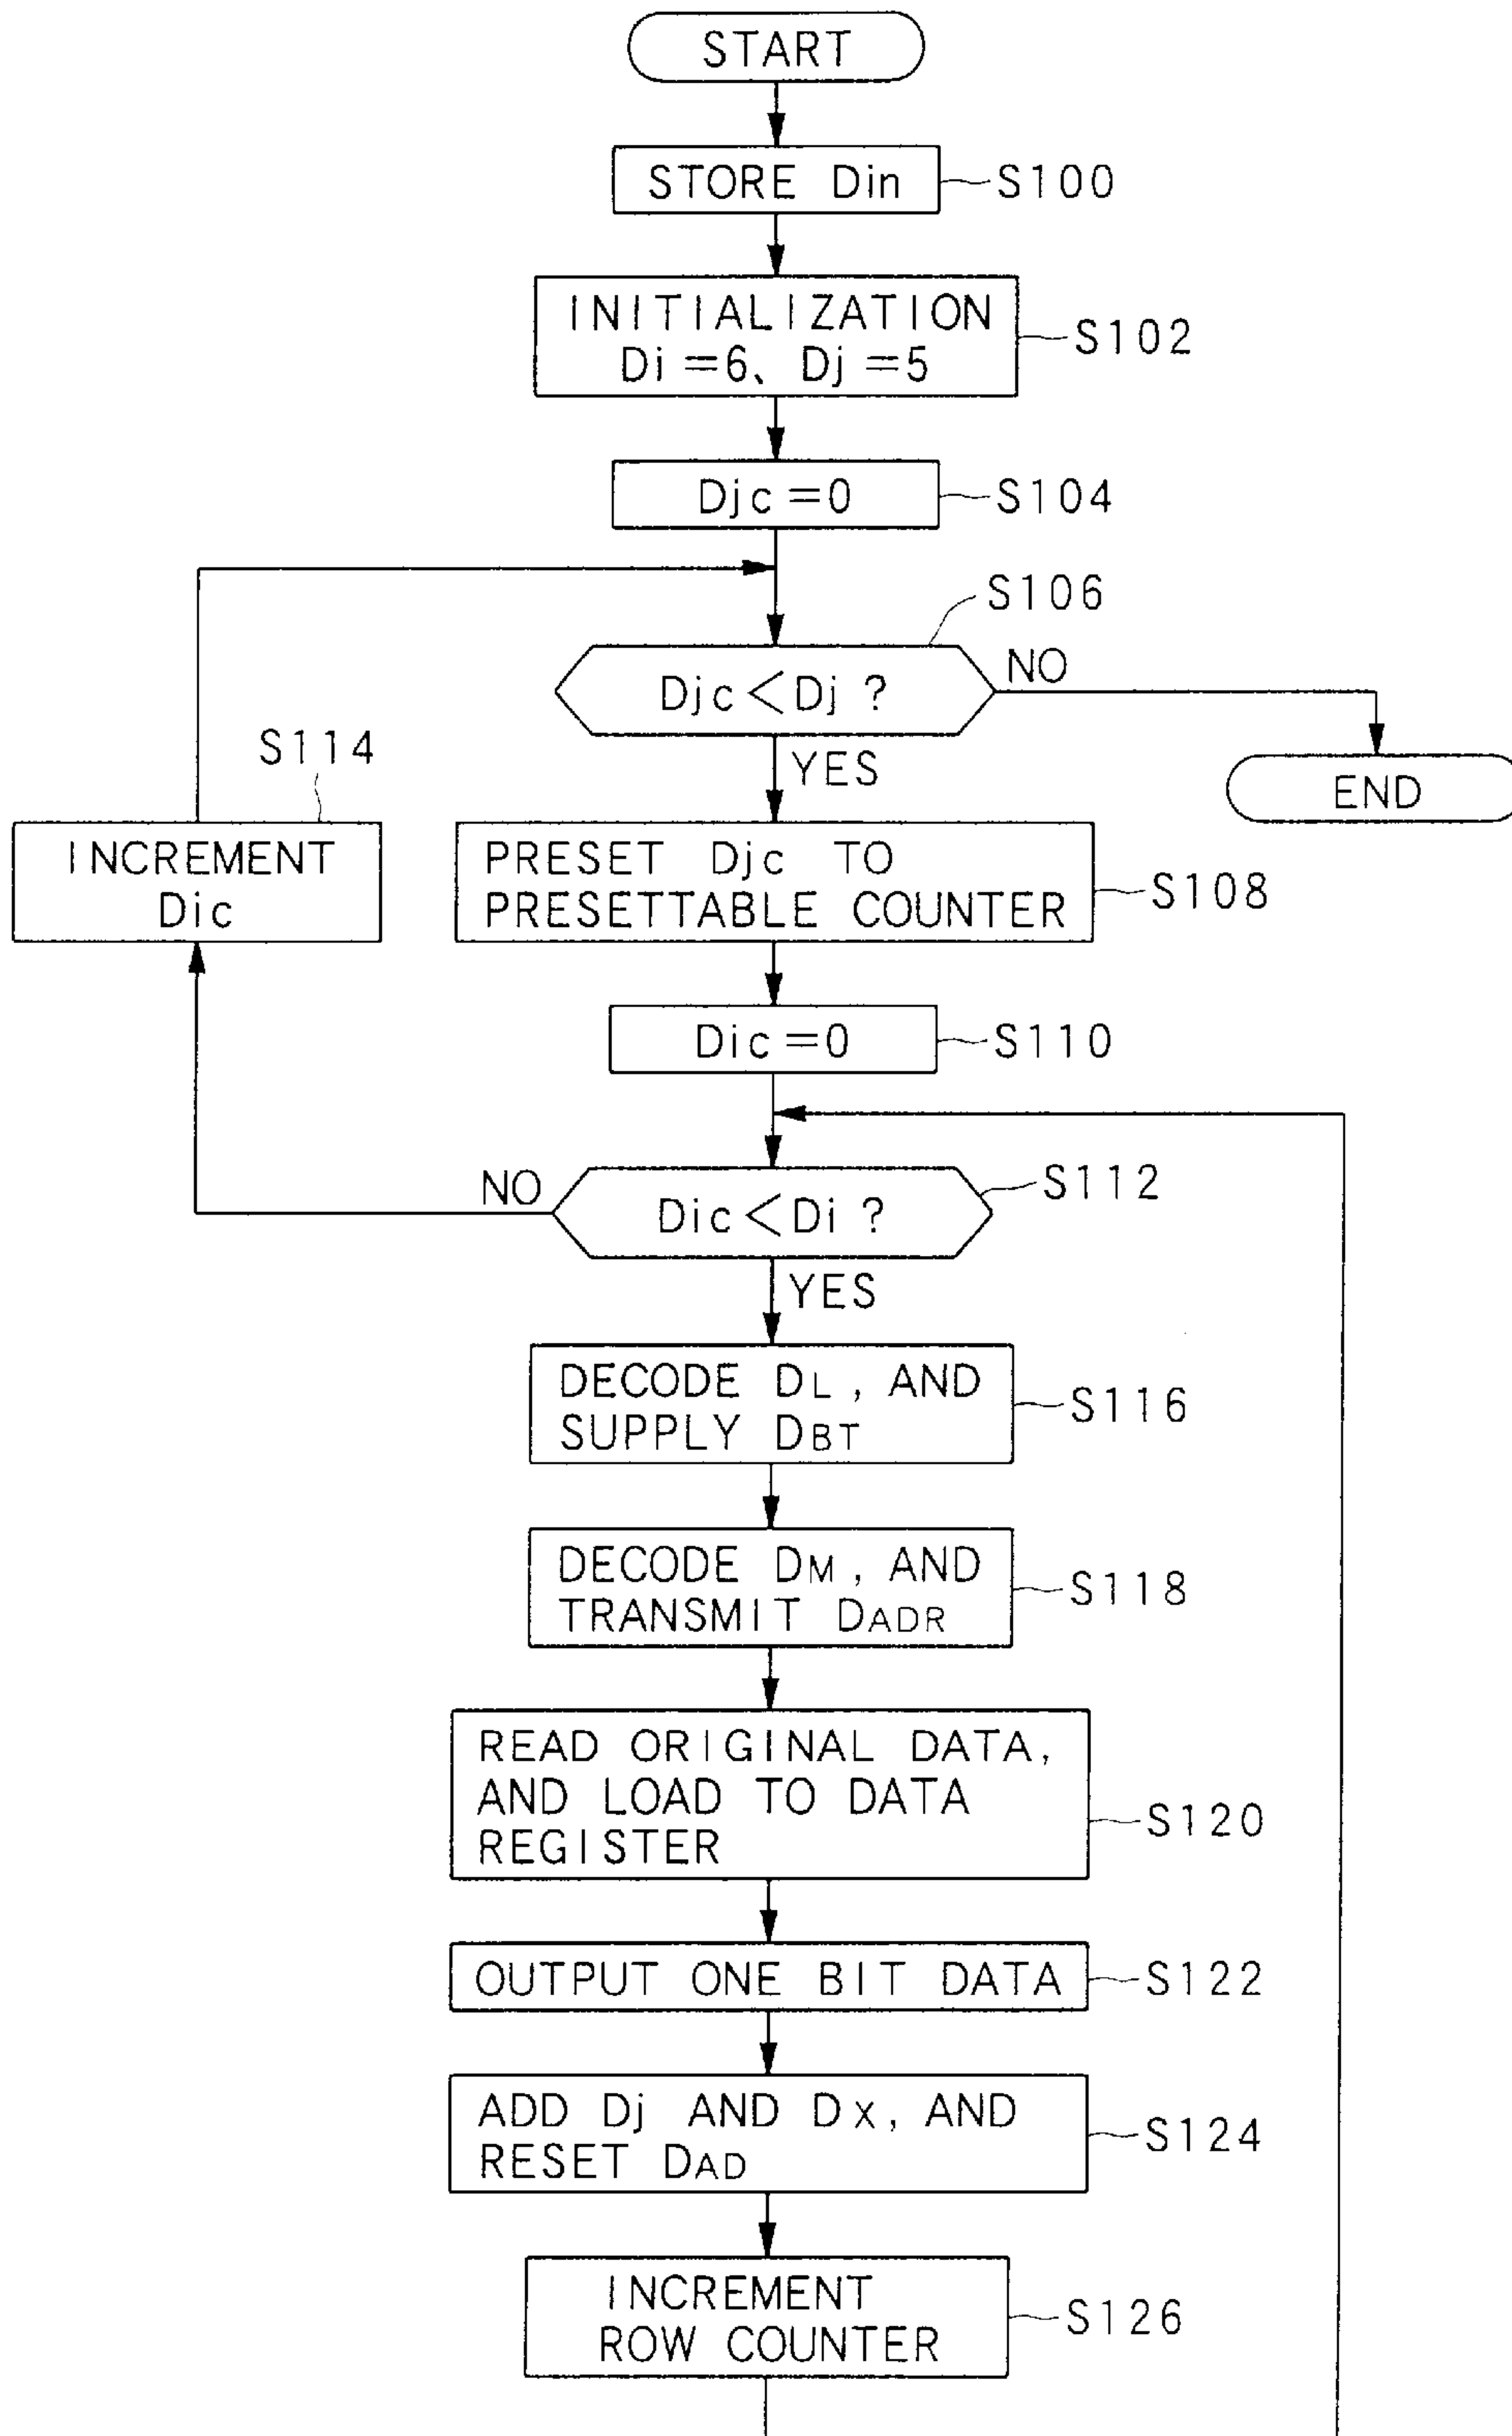 START
STORE Din
S100
INITIALIZATION
Di=6、 Dj=5
S102
Djc=0
S104
S106
Djc<Dj ?
NO
YES
END
S114
INCREMENT
Dic
PRESET Djc TO
PRESETTABLE COUNTER
S108
Dic=0
S110
NO
Dic<Di ?
S112
YES
DECODE DL, AND
SUPPLY DBT
S116
DECODE DM, AND
TRANSMIT DADR
S118
READ ORIGINAL DATA,
AND LOAD TO DATA
REGISTER
S120
OUTPUT ONE BIT DATA
S122
ADD Dj AND Dx, AND
RESET DAD
S124
INCREMENT
ROW COUNTER
S126